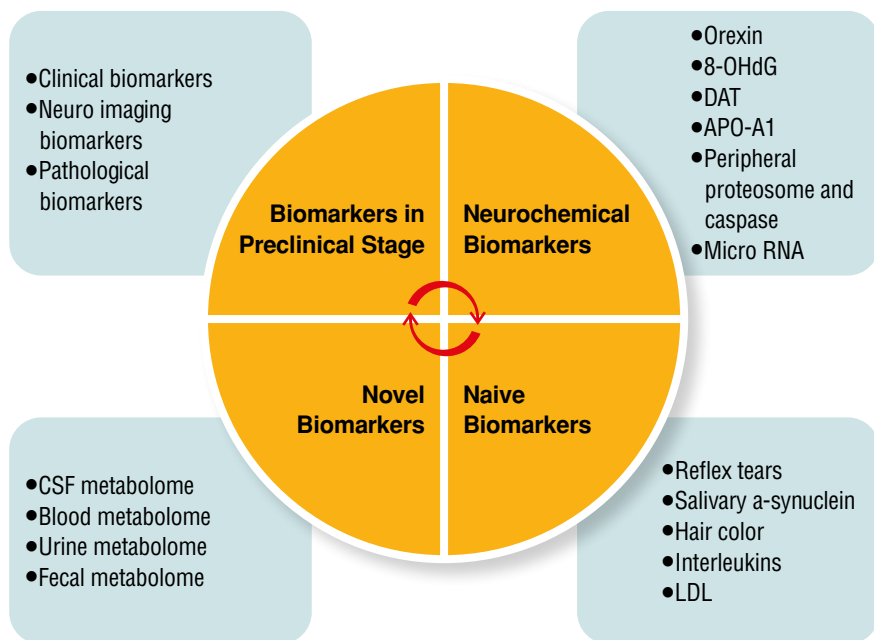 ●Clinical biomarkers
●Neuro imaging
biomarkers
●Pathological
biomarkers
●Orexin
●8-OHdG
●DAT
●APO-A1
●Peripheral
proteosome and
caspase
●Micro RNA
Biomarkers in
Preclinical Stage
Neurochemical
Biomarkers
Novel
Biomarkers
Naive
Biomarkers
●CSF metabolome
●Blood metabolome
●Urine metabolome
●Fecal metabolome
●Reflex tears
●Salivary a-synuclein
●Hair color
●Interleukins
●LDL